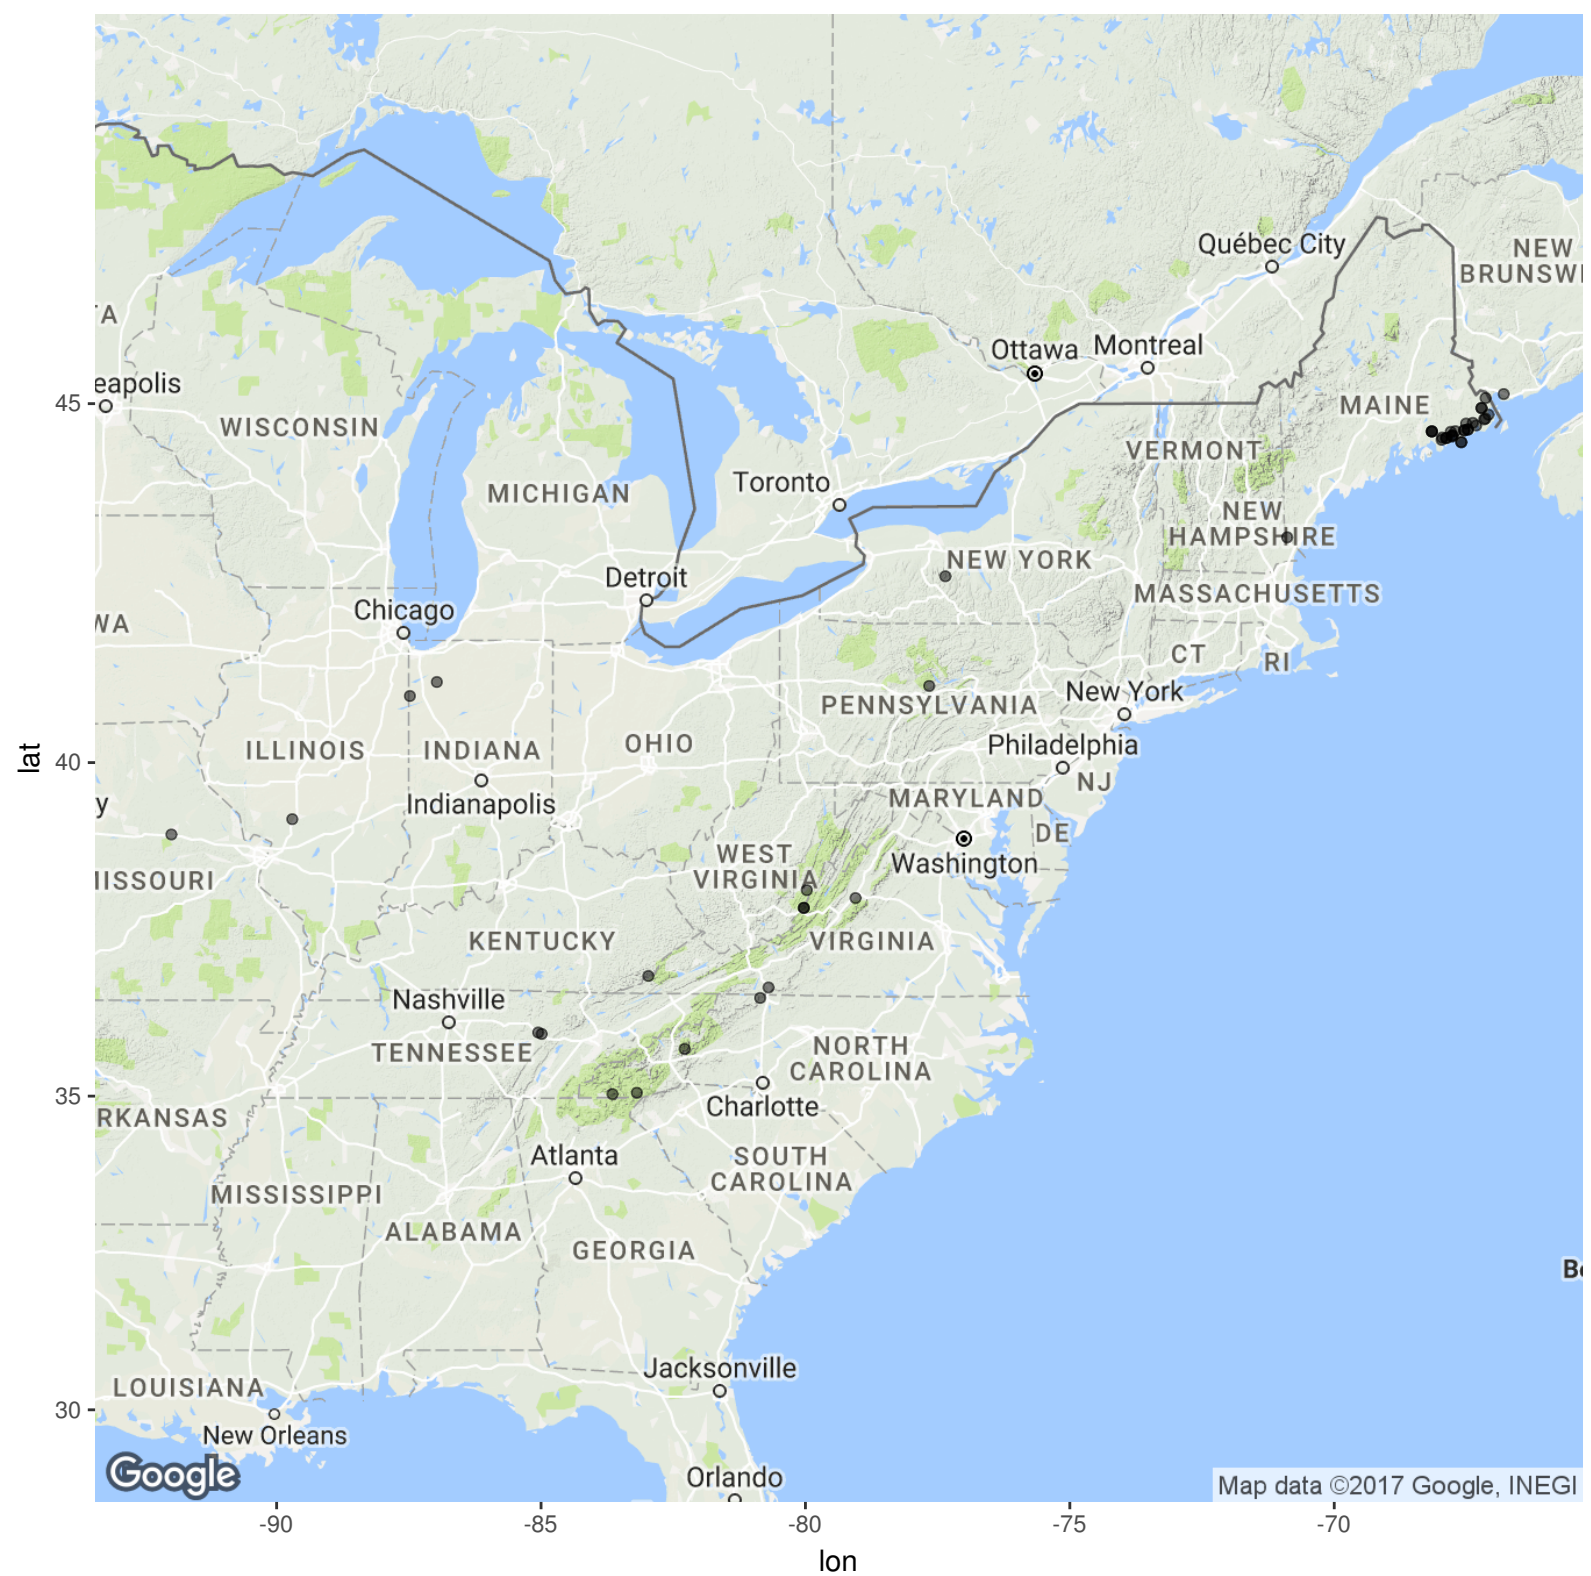 Québec City
NEW
BRUNSWI
TA
Ottawa
Montreal
eapolis
45
MAINE
WISCONSIN
VERMONT
Toronto
MICHIGAN
NEW
HAMPSHIRE
NEW YORK
Detroit
MASSACHUSETTS
Chicago
WA
CT
RI
New York
PENNSYLVANIA
lat
40
ILLINOIS
INDIANA
OHIO
Philadelphia
NJ
MARYLAND
y
Indianapolis
DE
WEST
VIRGINIA
Washington
MISSOURI
KENTUCKY
VIRGINIA
Nashville
TENNESSEE
NORTH
CAROLINA
35
RKANSAS
Charlotte
Atlanta
SOUTH
CAROLINA
MISSISSIPPI
ALABAMA
GEORGIA
Be
Jacksonville
LOUISIANA
30
New Orleans
Google
Orlando
Map data ©2017 Google, INEGI
-90
-85
-80
-75
-70
lon